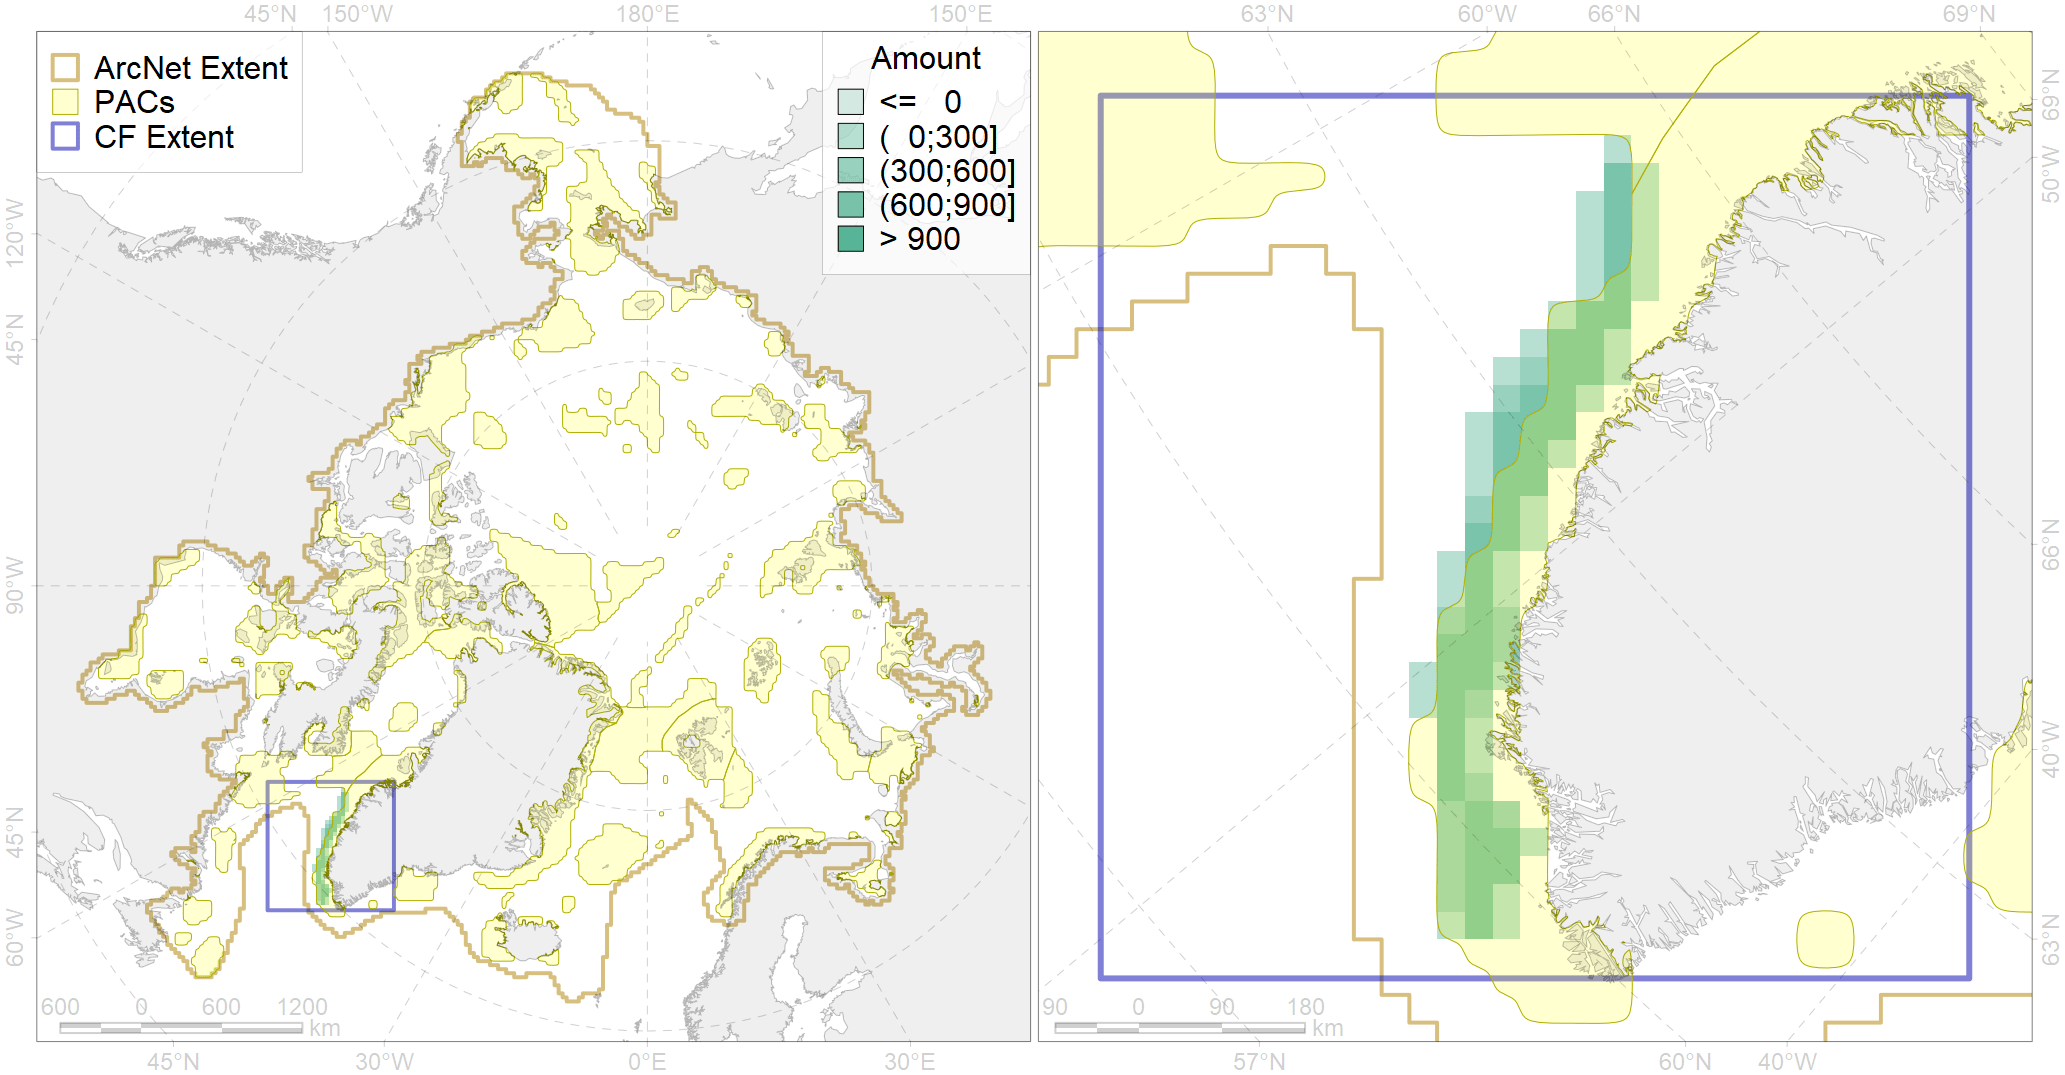 45°N 150°W 180°E 150°E 63°N 60°W 66°N 69°N
ArcNet Extent
PACs
CF Extent
Amount
<= 0
( 0;300]
(300;600]
(600;900]
> 900
120°W
45°N
90°W
45°N
60°W
69°N
50°W
66°N
40°W
63°N
600 0 600 1200
km
90 0 90 180
km
45°N 30°W 0°E 30°E 57°N 60°N 40°W